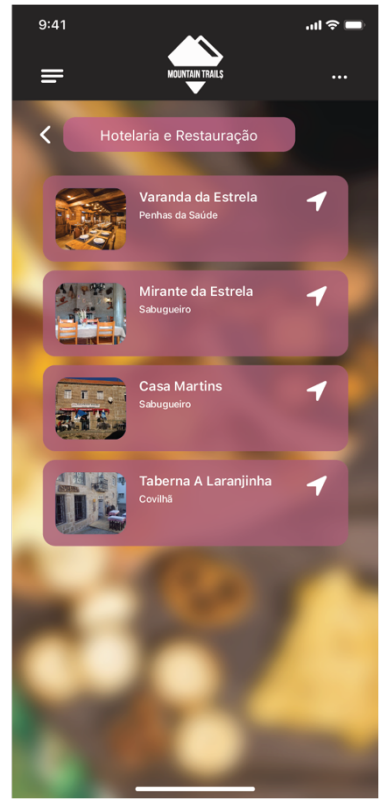 9:41
MOUNTAIN TRAILS
Hotelaria e Restauração
Varanda da Estrela
Penhas da Saúde
Mirante da Estrela
Sabugueiro
Casa Martins
Sabugueiro
Taberna A Laranjinha
Covilhã